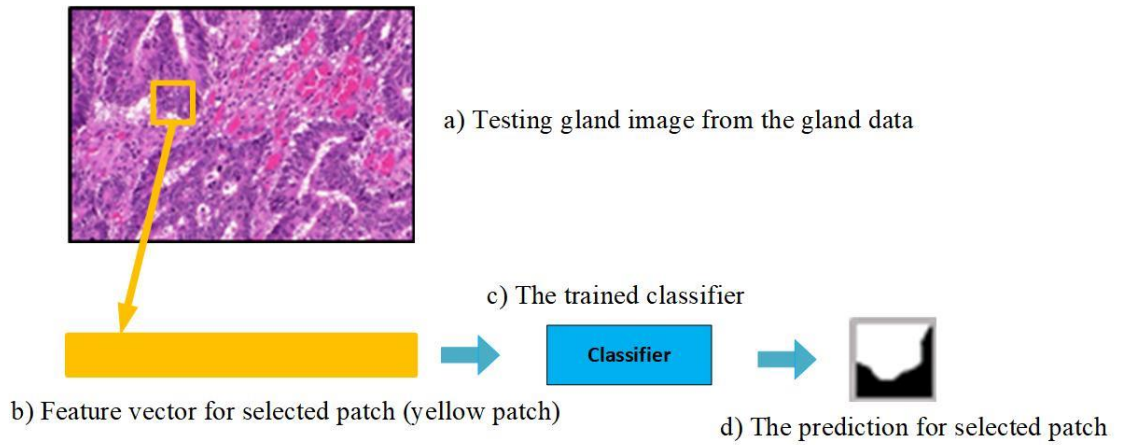 a) Testing gland image from the gland data
c) The trained classifier
Classifier
b) Feature vector for selected patch (yellow patch)
d) The prediction for selected patch